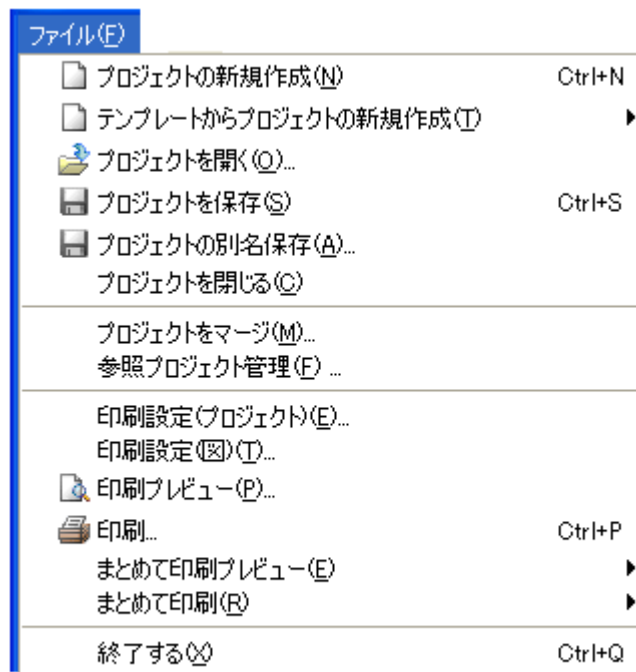 ファイル(F)
プロジェクトの新規作成(N) Ctrl+N
テンプレートからプロジェクトの新規作成(T)
プロジェクトを開く(O)...
プロジェクトを保存(S) Ctrl+S
プロジェクトの別名保存(A)...
プロジェクトを閉じる(C)
プロジェクトをマージ(M)...
参照プロジェクト管理(F) ...
印刷設定(プロジェクト)(E)...
印刷設定(図)(T)...
印刷プレビュー(P)...
印刷... Ctrl+P
まとめて印刷プレビュー(E)
まとめて印刷(R)
終了する(X) Ctrl+Q